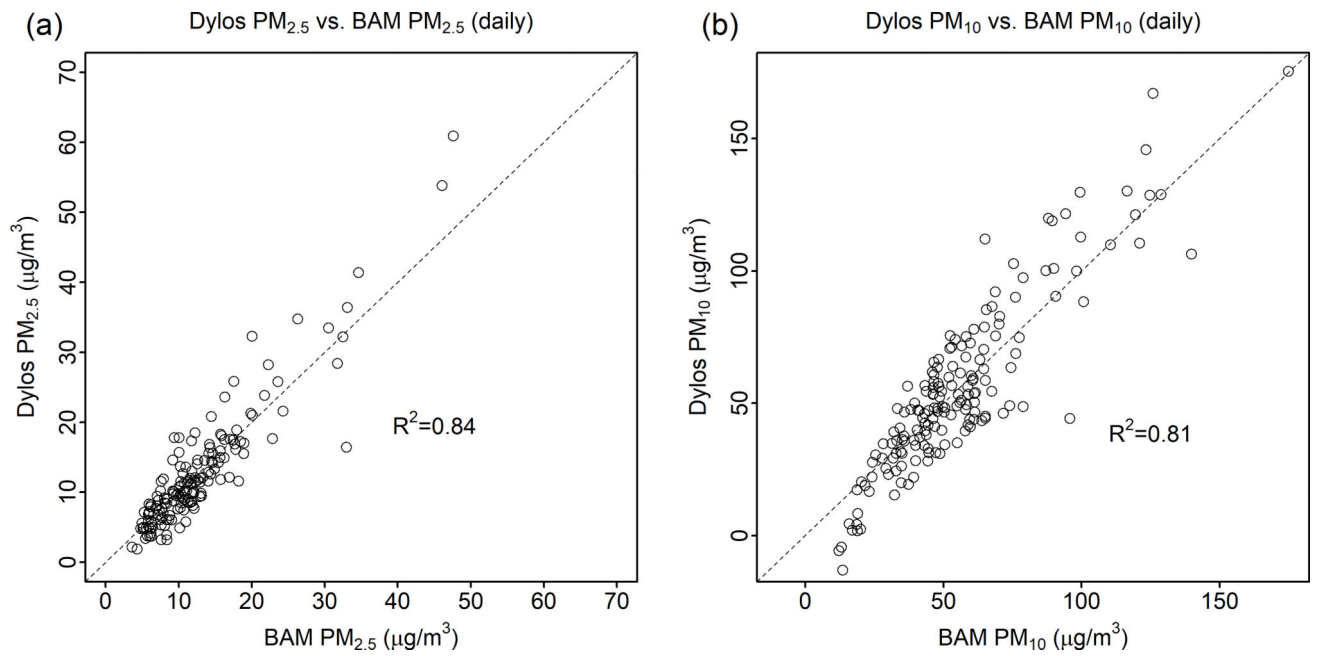 (a)
Dylos PM2.5 vs. BAM PM2.5 (daily)
70
60
50
40
30
20
10
0
Dylos PM2.5 (μg/m3)
R2=0.84
0 10 20 30 40 50 60 70
BAM PM2.5 (μg/m3)
(b)
Dylos PM10 vs. BAM PM10 (daily)
150
100
50
0
Dylos PM10 (μg/m3)
R2=0.81
0 50 100 150
BAM PM10 (μg/m3)